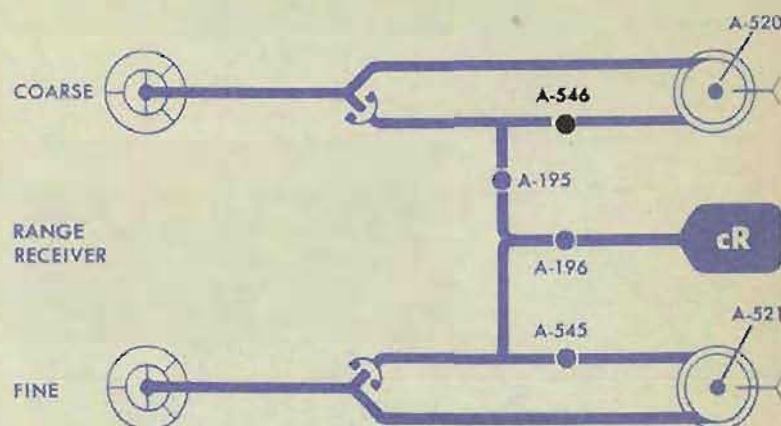 A-520
COARSE
A-546
A-195
RANGE
RECEIVER
cR
A-196
A-521
A-545
FINE